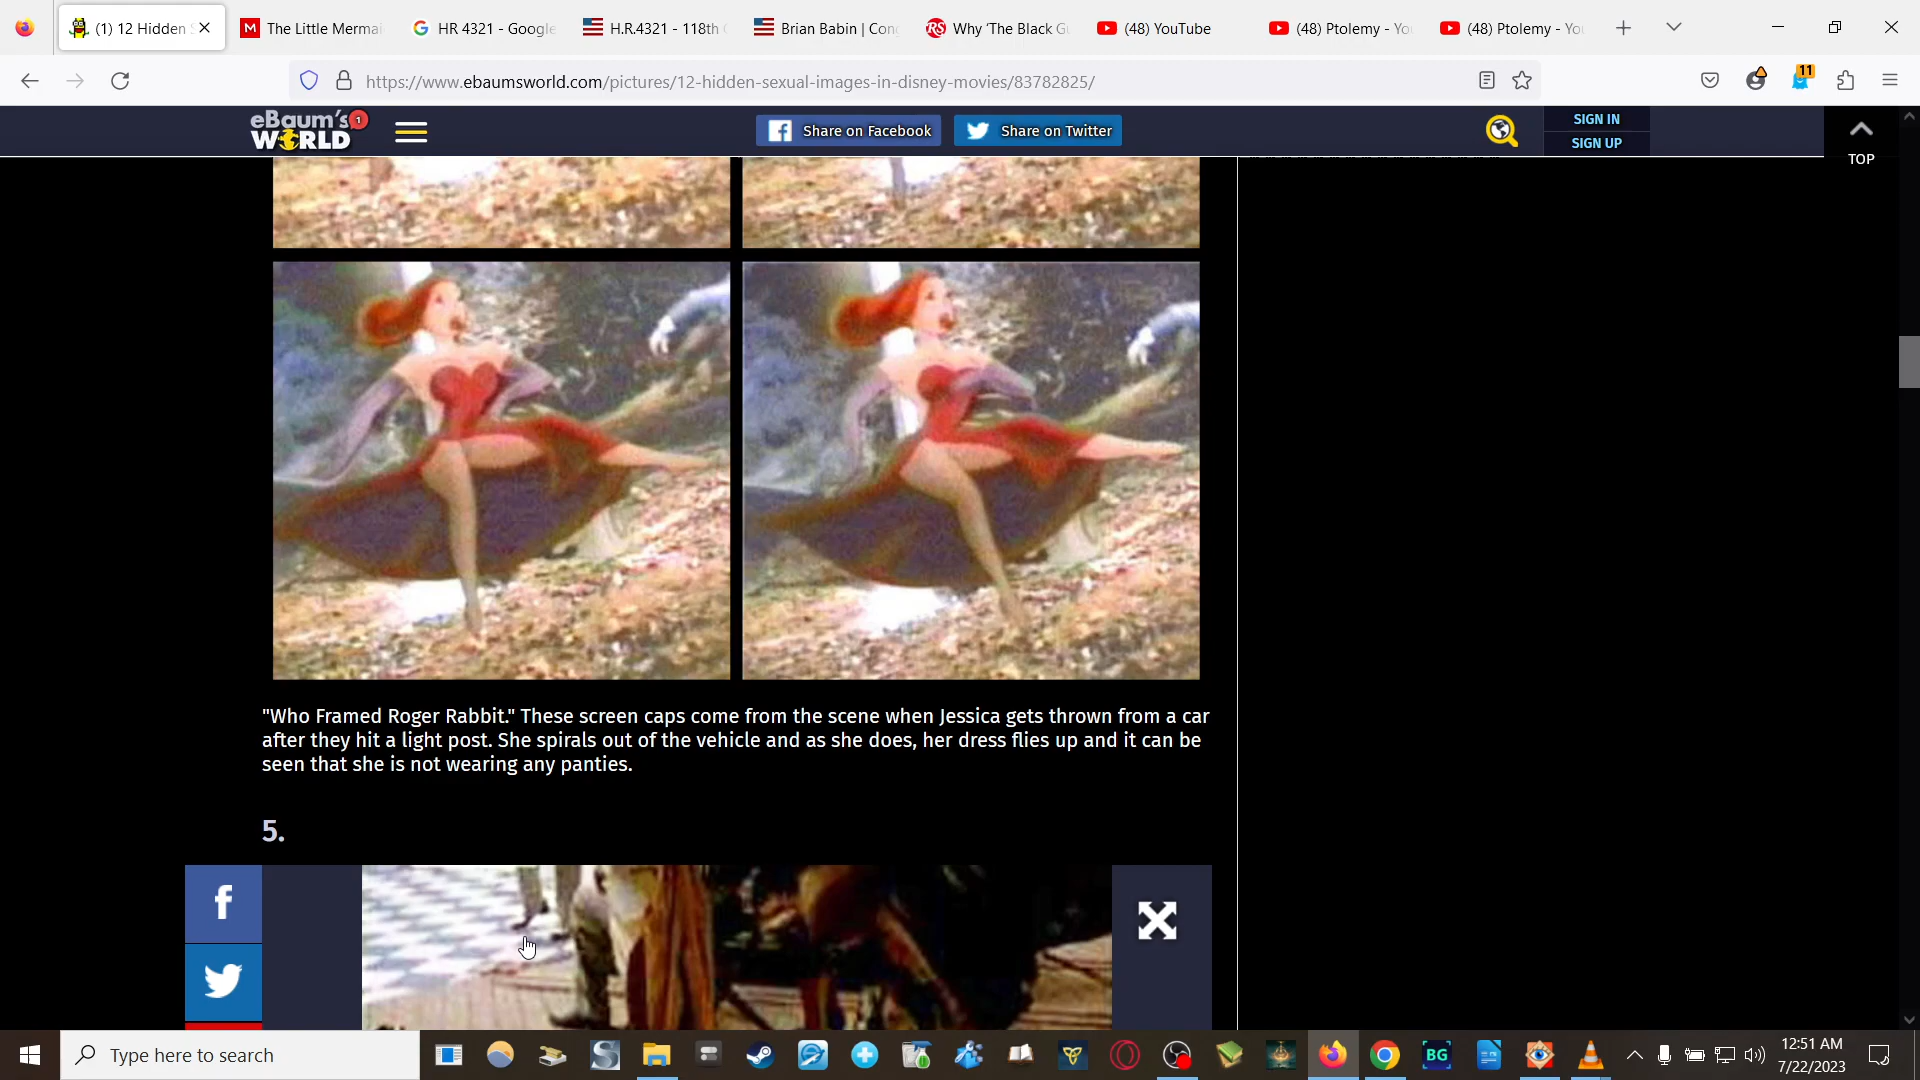 (1) 12 Hidden S
The Little Mermai
HR 4321 - Google
H.R.4321 - 118th
Brian Babin | Con
Why 'The Black G
(48) YouTube
(48) Ptolemy - Yo
(48) Ptolemy - You
https://www.ebaumsworld.com/pictures/12-hidden-sexual-images-in-disney-movies/83782825/
11
eBaum's
WORLD
1
Share on Facebook
Share on Twitter
SIGN IN
SIGN UP
TOP
"Who Framed Roger Rabbit." These screen caps come from the scene when Jessica gets thrown from a car
after they hit a light post. She spirals out of the vehicle and as she does, her dress flies up and it can be
seen that she is not wearing any panties.
5.
Type here to search
BG
12:51 AM
7/22/2023